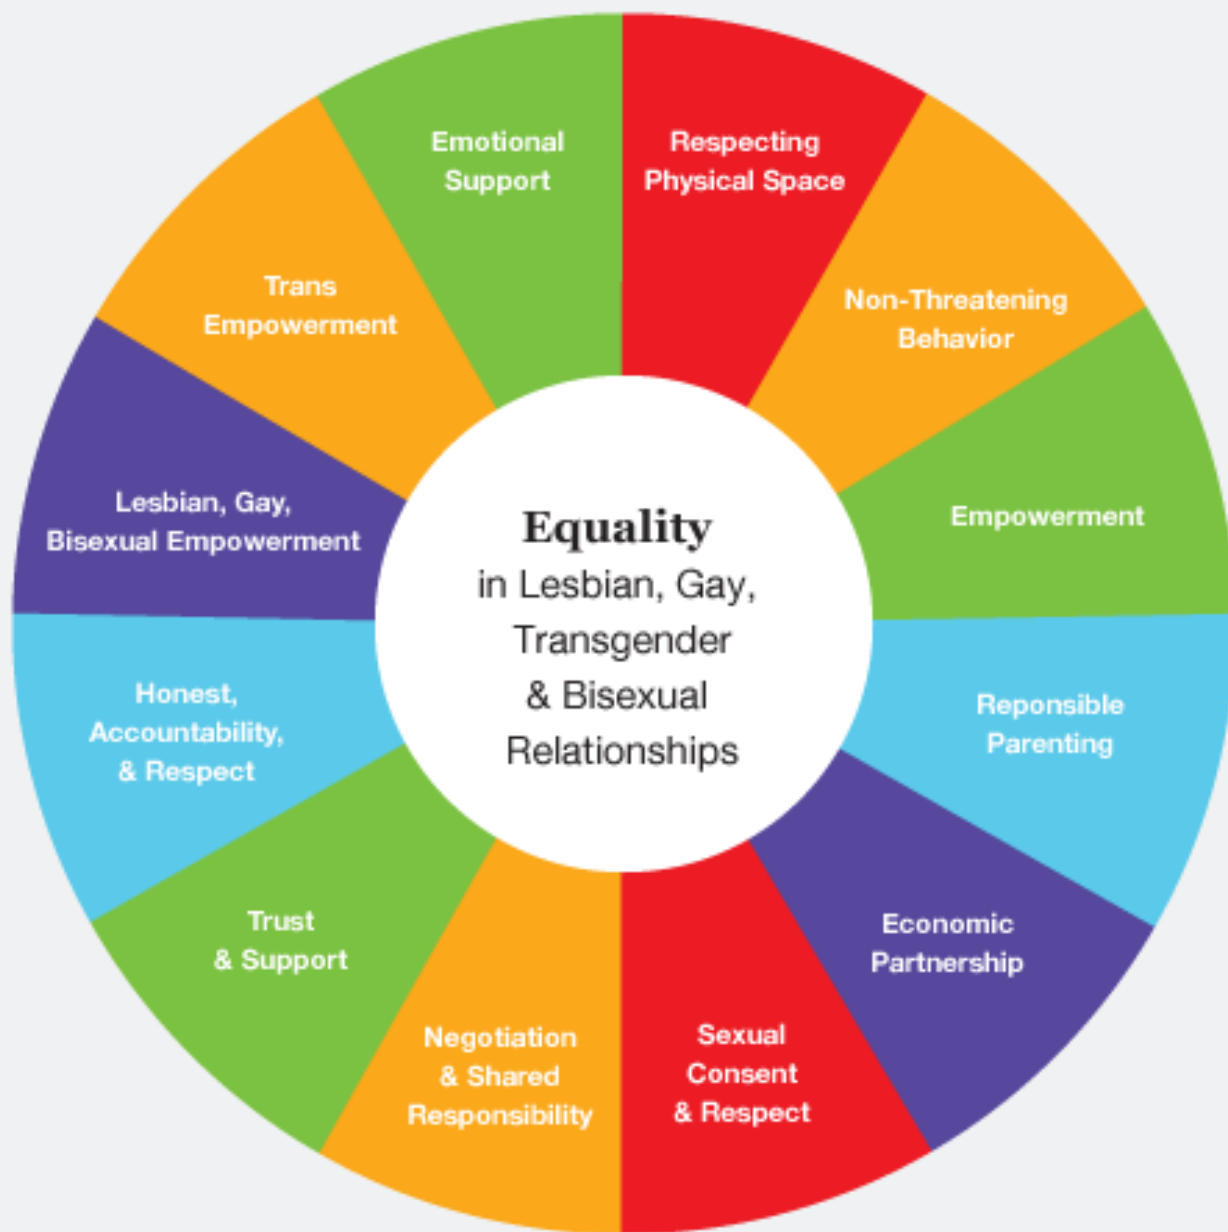 Emotional
Support
Respecting
Physical Space
Non-Threatening
Behavior
Empowerment
Reponsible
Parenting
Economic
Partnership
Sexual
Consent
& Respect
Negotiation
& Shared
Responsibility
Trust
& Support
Honest,
Accountability,
& Respect
Lesbian, Gay,
Bisexual Empowerment
Trans
Empowerment
Equality
in Lesbian, Gay,
Transgender
& Bisexual
Relationships